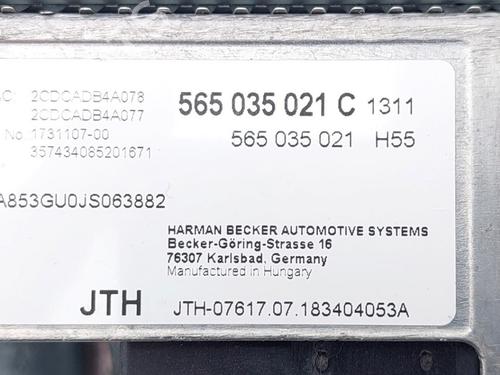 2CDCADB4A078 565 035 021 C 1311
2CDCADB4A077
No 1731107-00 565 035 021 H55
357434085201671
A853GU0JS063882
HARMAN BECKER AUTOMOTIVE SYSTEMS
Becker-Göring-Strasse 16
76307 Karlsbad, Germany
Manufactured in Hungary
JTH JTH-07617.07.183404053A